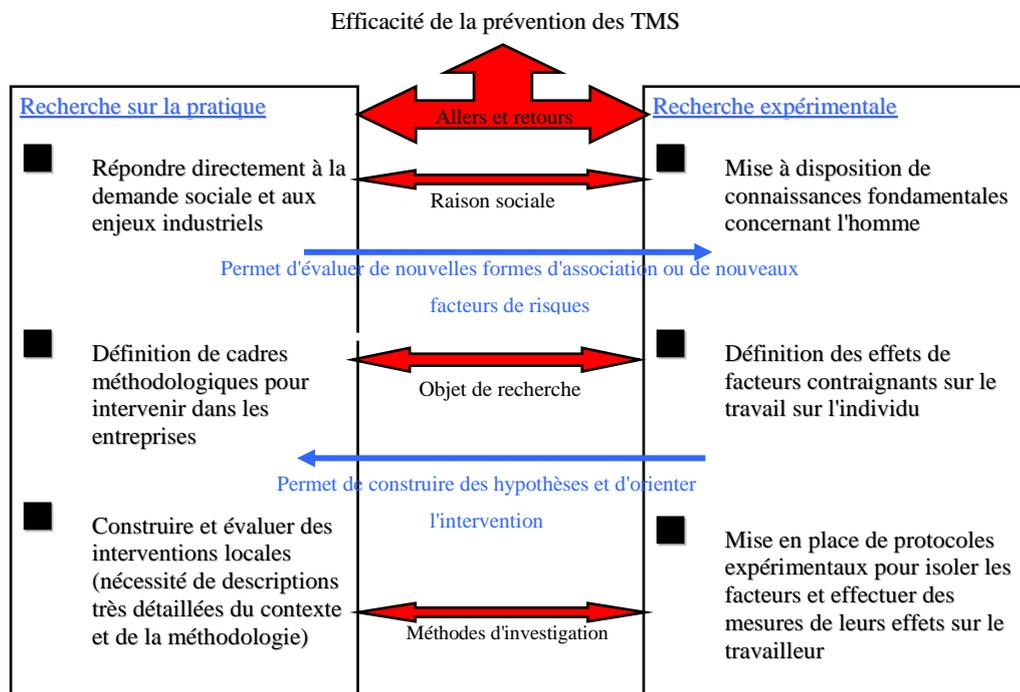 Efficacité de la prévention des TMS
Allers et retours
Recherche sur la pratique
Répondre directement à la
demande sociale et aux
enjeux industriels
Définition de cadres
méthodologiques pour
intervenir dans les
entreprises
Construire et évaluer des
interventions locales
(nécessité de descriptions
très détaillées du contexte
et de la méthodologie)
Raison sociale
Permet d'évaluer de nouvelles formes d'association ou de nouveaux
facteurs de risques
Objet de recherche
Permet de construire des hypothèses et d'orienter
l'intervention
Méthodes d'investigation
Recherche expérimentale
Mise à disposition de
connaissances fondamentales
concernant l'homme
Définition des effets de
facteurs contraignants sur le
travail sur l'individu
Mise en place de protocoles
expérimentaux pour isoler les
facteurs et effectuer des
mesures de leurs effets sur le
travailleur